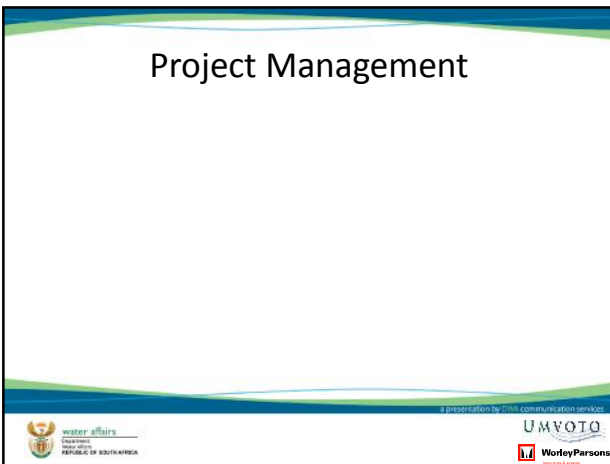 Project Management
a presentation by DWA communication services
water affairs
Department:
Water Affairs
REPUBLIC OF SOUTH AFRICA
UMVOTO
WorleyParsons